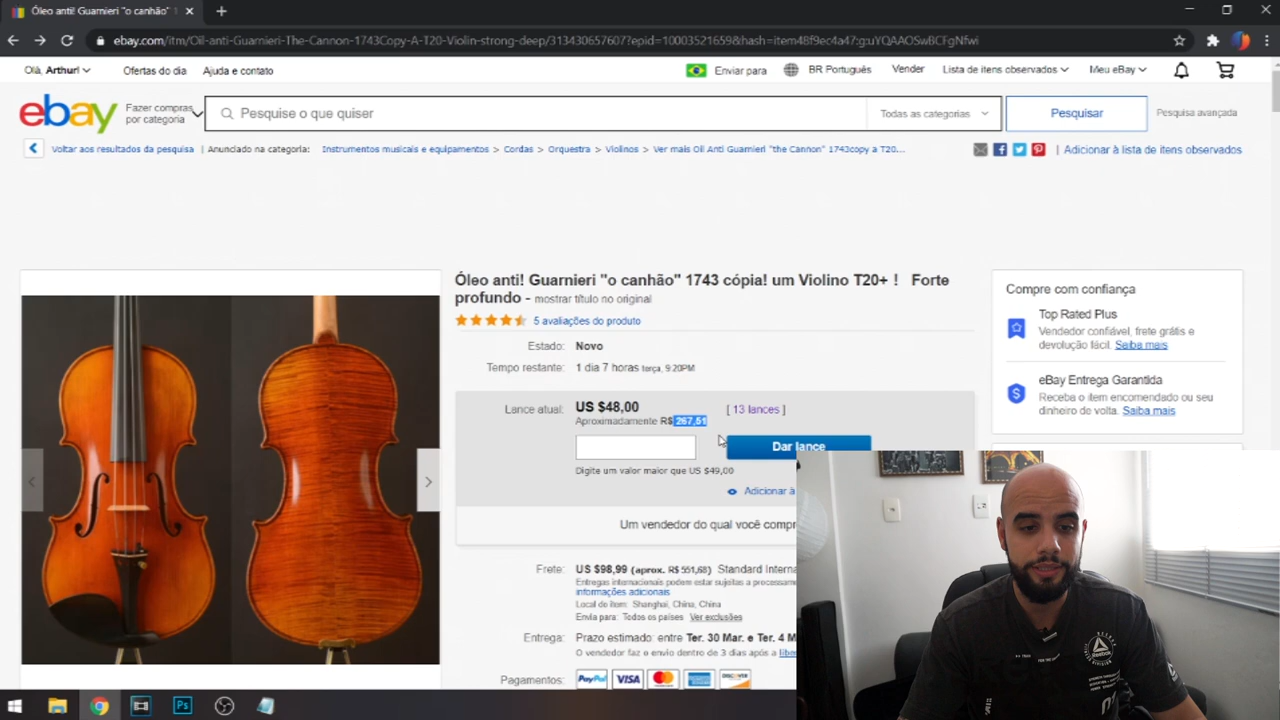 Óleo anti! Guarnieri "o canhão" 1
ebay.com/itm/Oil-anti-Guarnieri-The-Cannon-1743Copy-A-T20-Violin-strong-deep/313430657607?epid=10003521659&hash=item48f9ec4a47:g:uYQAAOSwBCFgNfwi
Olá, Arthur!
Ofertas do dia
Ajuda e contato
Enviar para
BR Português
Vender
Lista de itens observados
Meu eBay
ebay
Fazer compras por categoria
Pesquise o que quiser
Todas as categorias
Pesquisar
Pesquisa avançada
Voltar aos resultados da pesquisa | Anunciado na categoria: Instrumentos musicais e equipamentos > Cordas > Orquestra > Violinos > Ver mais Oil Anti Guarnieri "the Cannon" 1743copy a T20...
| Adicionar à lista de itens observados
Óleo anti! Guarnieri "o canhão" 1743 cópia! um Violino T20+ ! Forte
profundo - mostrar título no original
5 avaliações do produto
Estado: Novo
Tempo restante: 1 dia 7 horas terça, 9:20PM
Lance atual: US $48,00 [ 13 lances ]
Aproximadamente R$ 267,51
Dar lance
Digite um valor maior que US $49,00
Adicionar à
Um vendedor do qual você compr
Frete: US $98,99 (aprox. R$ 551,68) Standard Interna
Entregas internacionais podem estar sujeitas a processame
informações adicionais
Local do item: Shanghai, China, China
Envia para: Todos os países Ver exclusões
Entrega: Prazo estimado: entre Ter. 30 Mar. e Ter. 4 M
O vendedor faz o envio dentro de 3 dias após a libe
Pagamentos: PayPal VISA
DISCOVER
Compre com confiança
Top Rated Plus
Vendedor confiável, frete grátis e
devolução fácil. Saiba mais
eBay Entrega Garantida
Receba o item encomendado ou seu
dinheiro de volta. Saiba mais
Ps
Reebok